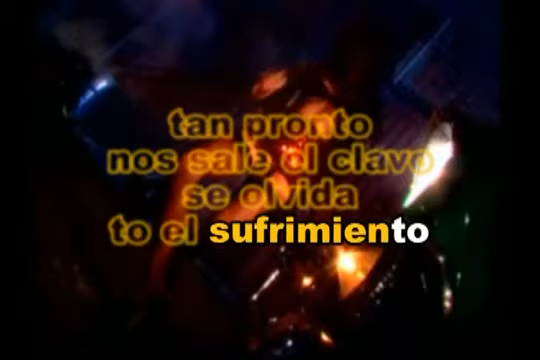 tan pronto
nos sale el clavo
se olvida
to el sufrimiento